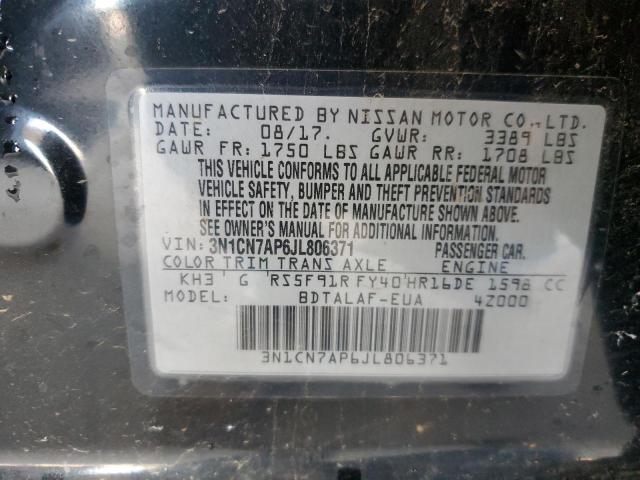 MANUFACTURED BY NISSAN MOTOR CO., LTD.
DATE: 08/17. GVWR: 3389 LBS
GAWR FR: 1750 LBS GAWR RR: 1708 LBS
THIS VEHICLE CONFORMS TO ALL APPLICABLE FEDERAL MOTOR
VEHICLE SAFETY, BUMPER AND THEFT PREVENTION STANDARDS
IN EFFECT ON THE DATE OF MANUFACTURE SHOWN ABOVE.
SEE OWNER'S MANUAL FOR ADDITIONAL INFORMATION
VIN: 3N1CN7AP6JL806371 PASSENGER CAR.
COLOR TRIM TRANS AXLE ENGINE
KH3 G RS5F91R FY40 HR16DE 1598 CC
MODEL: BDTALAF-EUA 4Z000
3N1CN7AP6JL806371